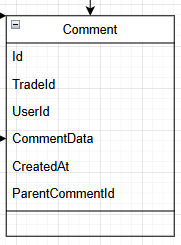 Comment
Id
TradeId
UserId
CommentData
CreatedAt
ParentCommentId